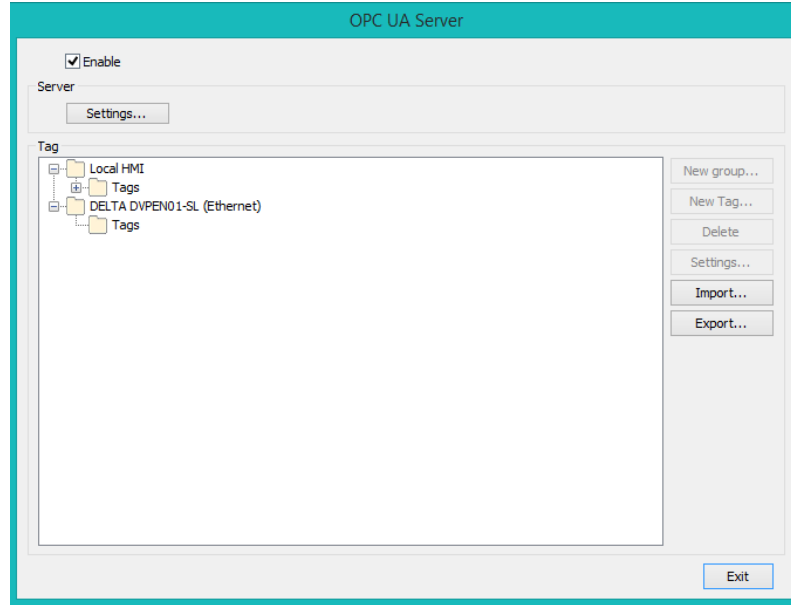 OPC UA Server
Enable
Server
Settings...
Tag
Local HMI
Tags
DELTA DVPEN01-SL (Ethernet)
Tags
New group...
New Tag...
Delete
Settings...
Import...
Export...
Exit